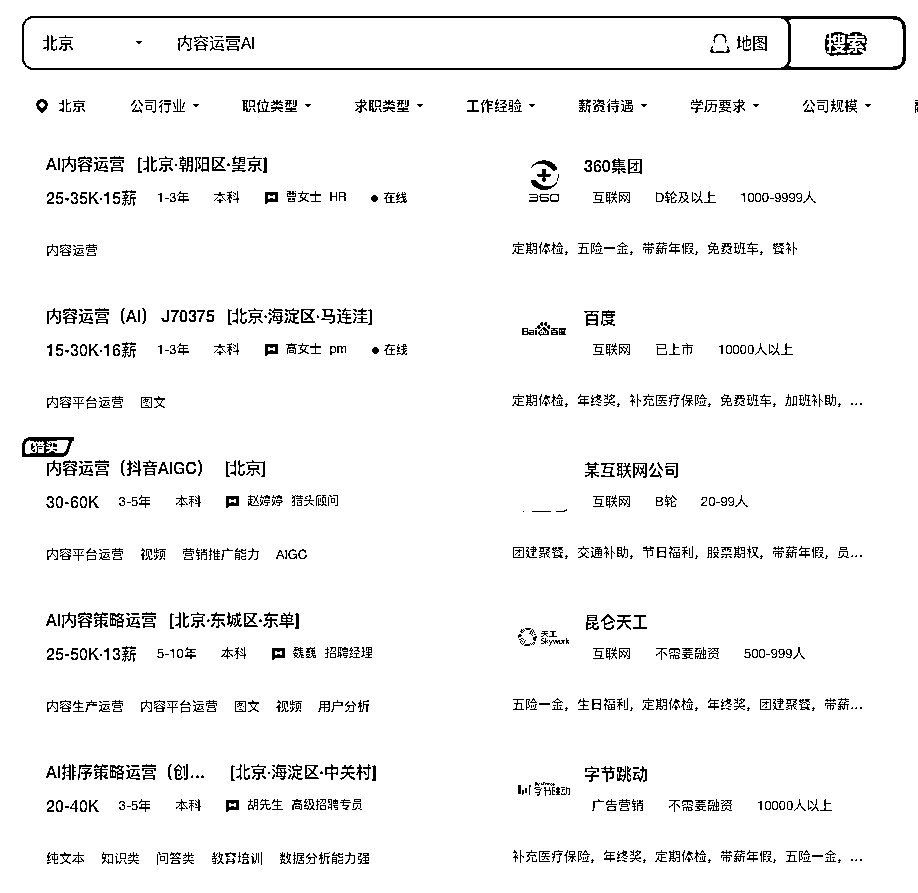 北京 内容运营AI 地图 搜索
北京 公司行业 职位类型 求职类型 工作经验 薪资待遇 学历要求 公司规模
AI内容运营 [北京·朝阳区·望京]
360集团
25-35K·15薪 1-3年 本科 曹女士 HR 在线
360 互联网 D轮及以上 1000-9999人
内容运营
定期体检，五险一金，带薪年假，免费班车，餐补
内容运营（AI） J70375 [北京·海淀区·马连洼]
百度
Bai百度
15-30K·16薪 1-3年 本科 高女士 pm 在线
互联网 已上市 10000人以上
内容平台运营 图文
定期体检，年终奖，补充医疗保险，免费班车，加班补助，...
猎头
内容运营（抖音AIGC） [北京]
某互联网公司
30-60K 3-5年 本科 赵婷婷 猎头顾问
互联网 B轮 20-99人
内容平台运营 视频 营销推广能力 AIGC
团建聚餐，交通补助，节日福利，股票期权，带薪年假，员...
AI内容策略运营 [北京·东城区·东单]
昆仑天工
天工 Skywork
25-50K·13薪 5-10年 本科 魏巍 招聘经理
互联网 不需要融资 500-999人
内容生产运营 内容平台运营 图文 视频 用户分析
五险一金，生日福利，定期体检，年终奖，团建聚餐，带薪...
AI排序策略运营（创... [北京·海淀区·中关村]
字节跳动
字节跳动
20-40K 3-5年 本科 胡先生 高级招聘专员
广告营销 不需要融资 10000人以上
纯文本 知识类 问答类 教育培训 数据分析能力强
补充医疗保险，年终奖，定期体检，带薪年假，五险一金，...